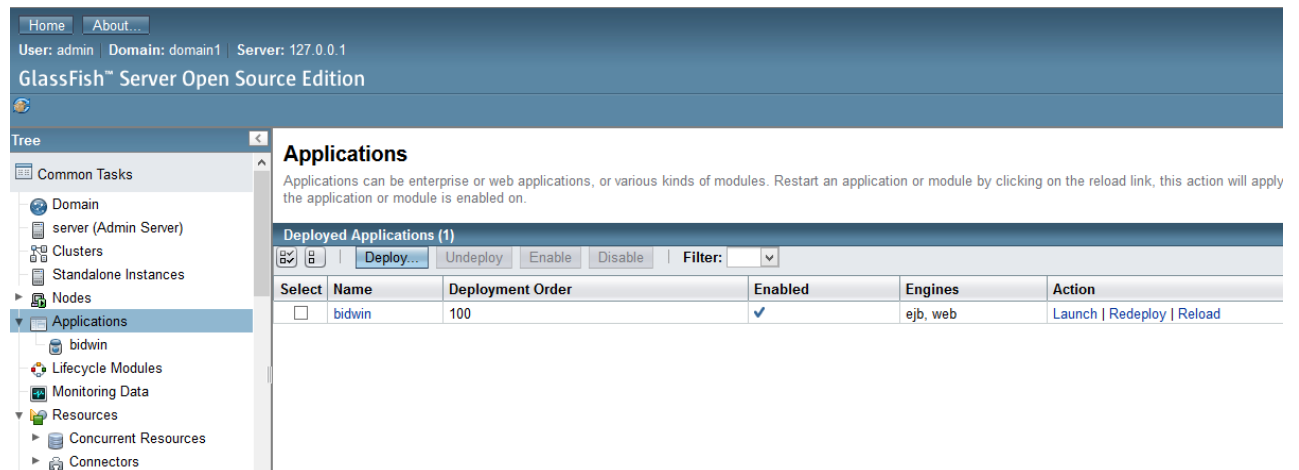 Home About...
User: admin | Domain: domain1 | Server: 127.0.0.1
GlassFish™ Server Open Source Edition
Tree
Common Tasks
Domain
server (Admin Server)
Clusters
Standalone Instances
Nodes
Applications
bidwin
Lifecycle Modules
Monitoring Data
Resources
Concurrent Resources
Connectors
Applications
Applications can be enterprise or web applications, or various kinds of modules. Restart an application or module by clicking on the reload link, this action will apply
the application or module is enabled on.
Deployed Applications (1)
Deploy... Undeploy Enable Disable | Filter:
Select Name Deployment Order Enabled Engines Action
bidwin 100 ejb, web Launch | Redeploy | Reload